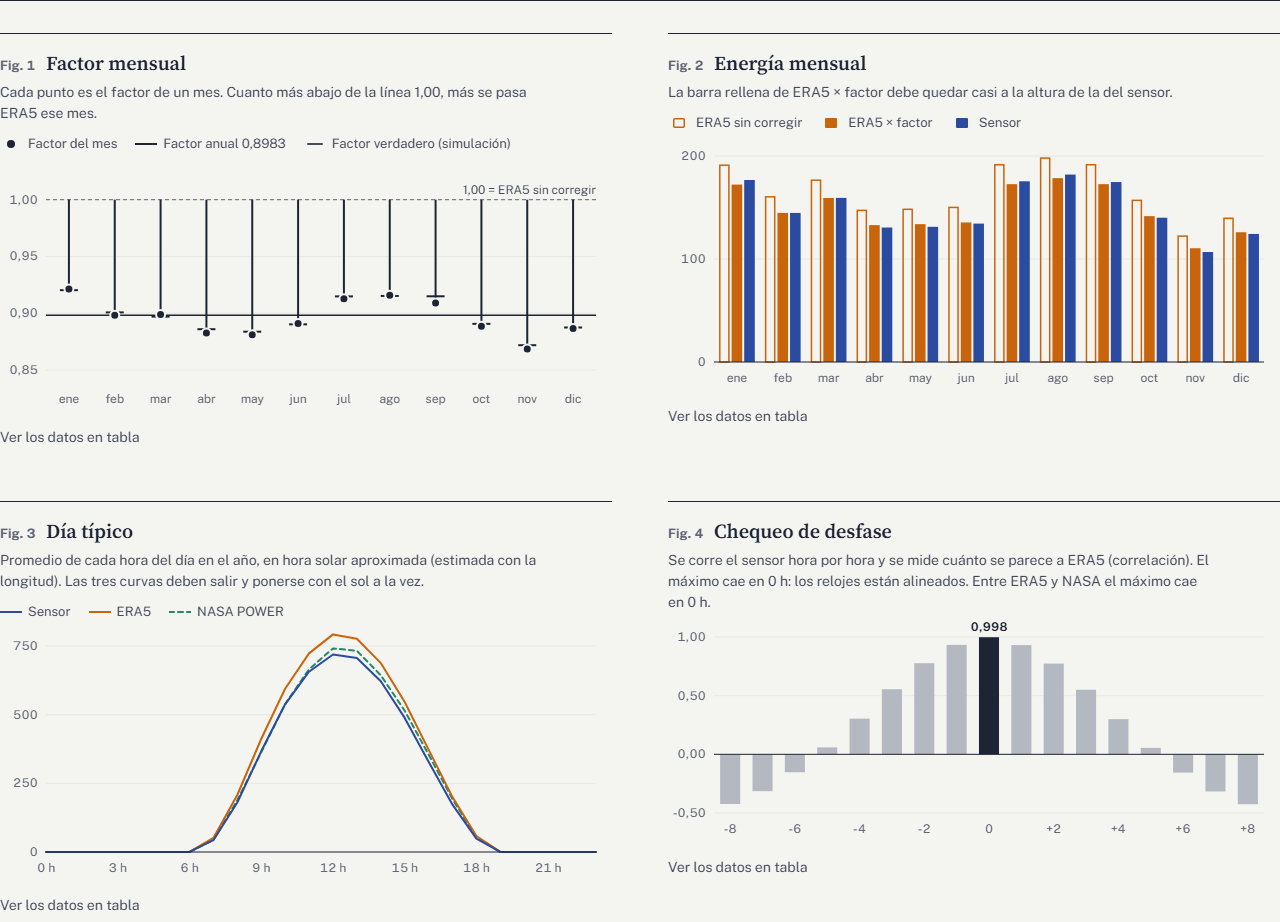 Fig. 1 Factor mensual
Cada punto es el factor de un mes. Cuanto más abajo de la línea 1,00, más se pasa
ERA5 ese mes.
Factor del mes Factor anual 0,8983 Factor verdadero (simulación)
1,00 = ERA5 sin corregir
1,00
0,95
0,90
0,85
ene feb mar abr may jun jul ago sep oct nov dic
Ver los datos en tabla
Fig. 2 Energía mensual
La barra rellena de ERA5 × factor debe quedar casi a la altura de la del sensor.
ERA5 sin corregir ERA5 × factor Sensor
200
100
0
ene feb mar abr may jun jul ago sep oct nov dic
Ver los datos en tabla
Fig. 3 Día típico
Promedio de cada hora del día en el año, en hora solar aproximada (estimada con la
longitud). Las tres curvas deben salir y ponerse con el sol a la vez.
Sensor ERA5 NASA POWER
750
500
250
0
0 h 3 h 6 h 9 h 12 h 15 h 18 h 21 h
Ver los datos en tabla
Fig. 4 Chequeo de desfase
Se corre el sensor hora por hora y se mide cuánto se parece a ERA5 (correlación). El
máximo cae en 0 h: los relojes están alineados. Entre ERA5 y NASA el máximo cae
en 0 h.
0,998
1,00
0,50
0,00
-0,50
-8 -6 -4 -2 0 +2 +4 +6 +8
Ver los datos en tabla